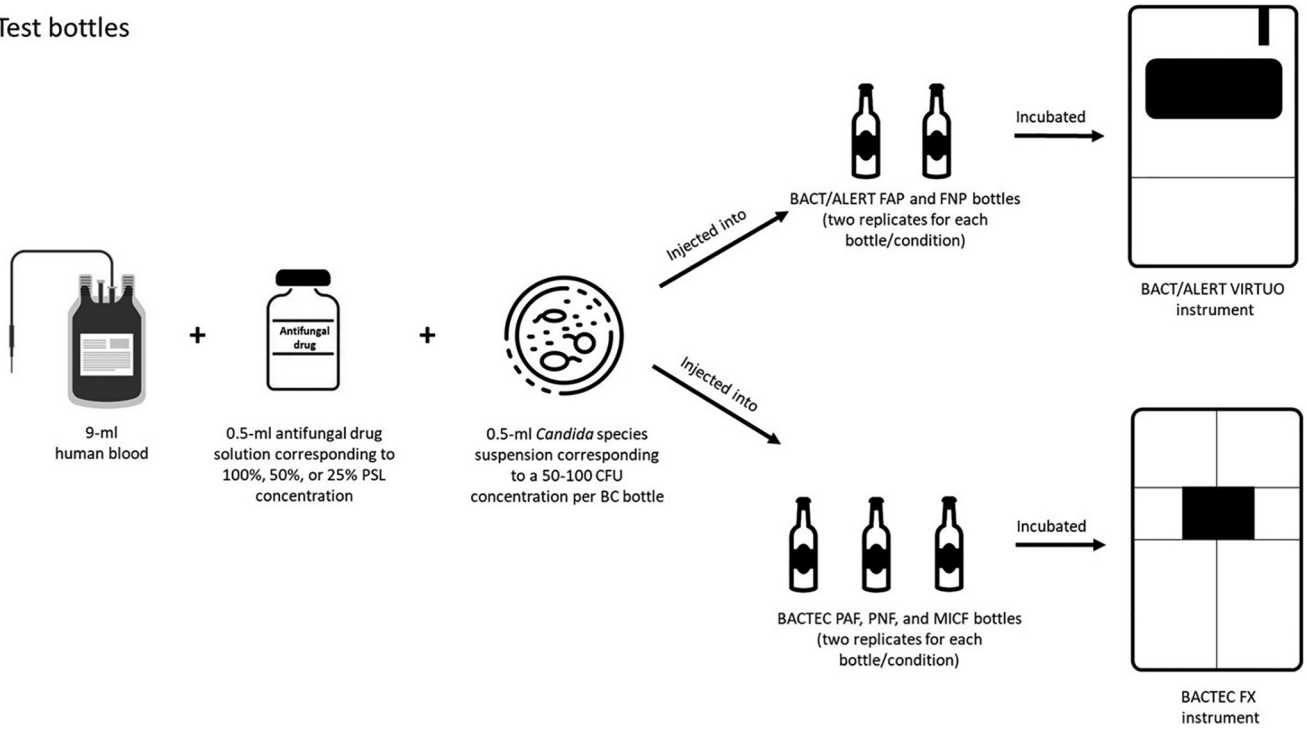 Test bottles
Incubated
BACT/ALERT FAP and FNP bottles
(two replicates for each
bottle/condition)
Injected into
BACT/ALERT VIRTUO
instrument
+
Antifungal
drug
+
9-ml
human blood
0.5-ml antifungal drug
solution corresponding to
100%, 50%, or 25% PSL
concentration
0.5-ml Candida species
suspension corresponding
to a 50-100 CFU
concentration per BC bottle
Injected into
Incubated
BACTEC PAF, PNF, and MICF bottles
(two replicates for each
bottle/condition)
BACTEC FX
instrument